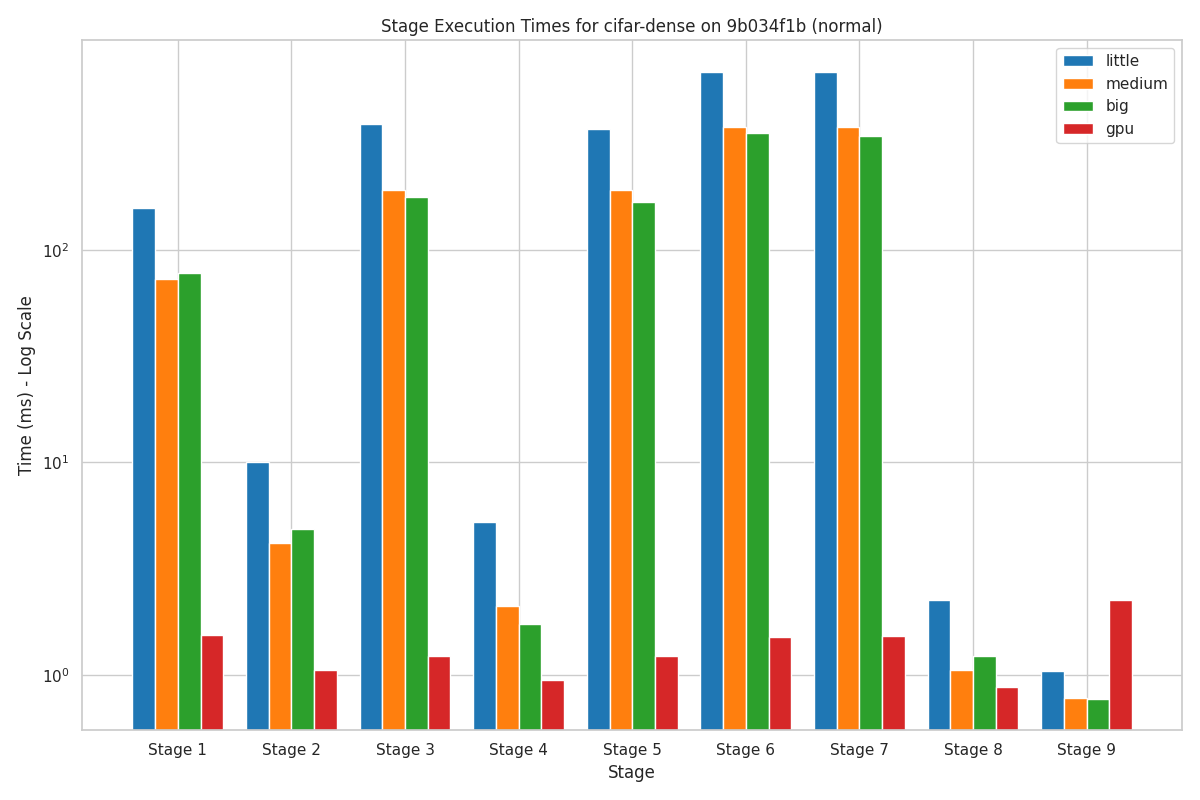 Stage Execution Times for cifar-dense on 9b034f1b (normal)
little
medium
big
gpu
Time (ms) - Log Scale
10²
10¹
10⁰
Stage 1
Stage 2
Stage 3
Stage 4
Stage 5
Stage 6
Stage 7
Stage 8
Stage 9
Stage